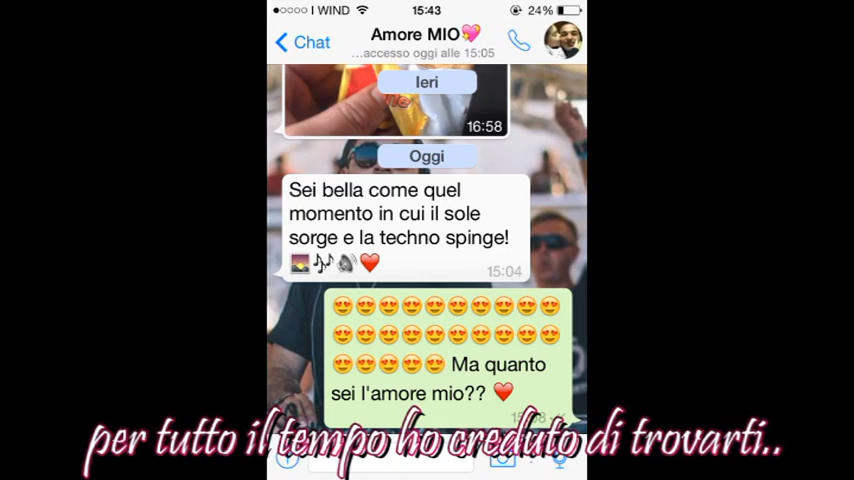 I WIND 15:43 24%
Chat Amore MIO💖
...accesso oggi alle 15:05
Ieri
16:58
Oggi
Sei bella come quel
momento in cui il sole
sorge e la techno spinge!
🌅🎶🔊❤️
15:04
😍😍😍😍😍😍😍😍😍😍
😍😍😍😍😍😍😍😍😍😍
😍😍😍😍😍 Ma quanto
sei l'amore mio?? ❤️
per tutto il tempo ho creduto di trovarti..